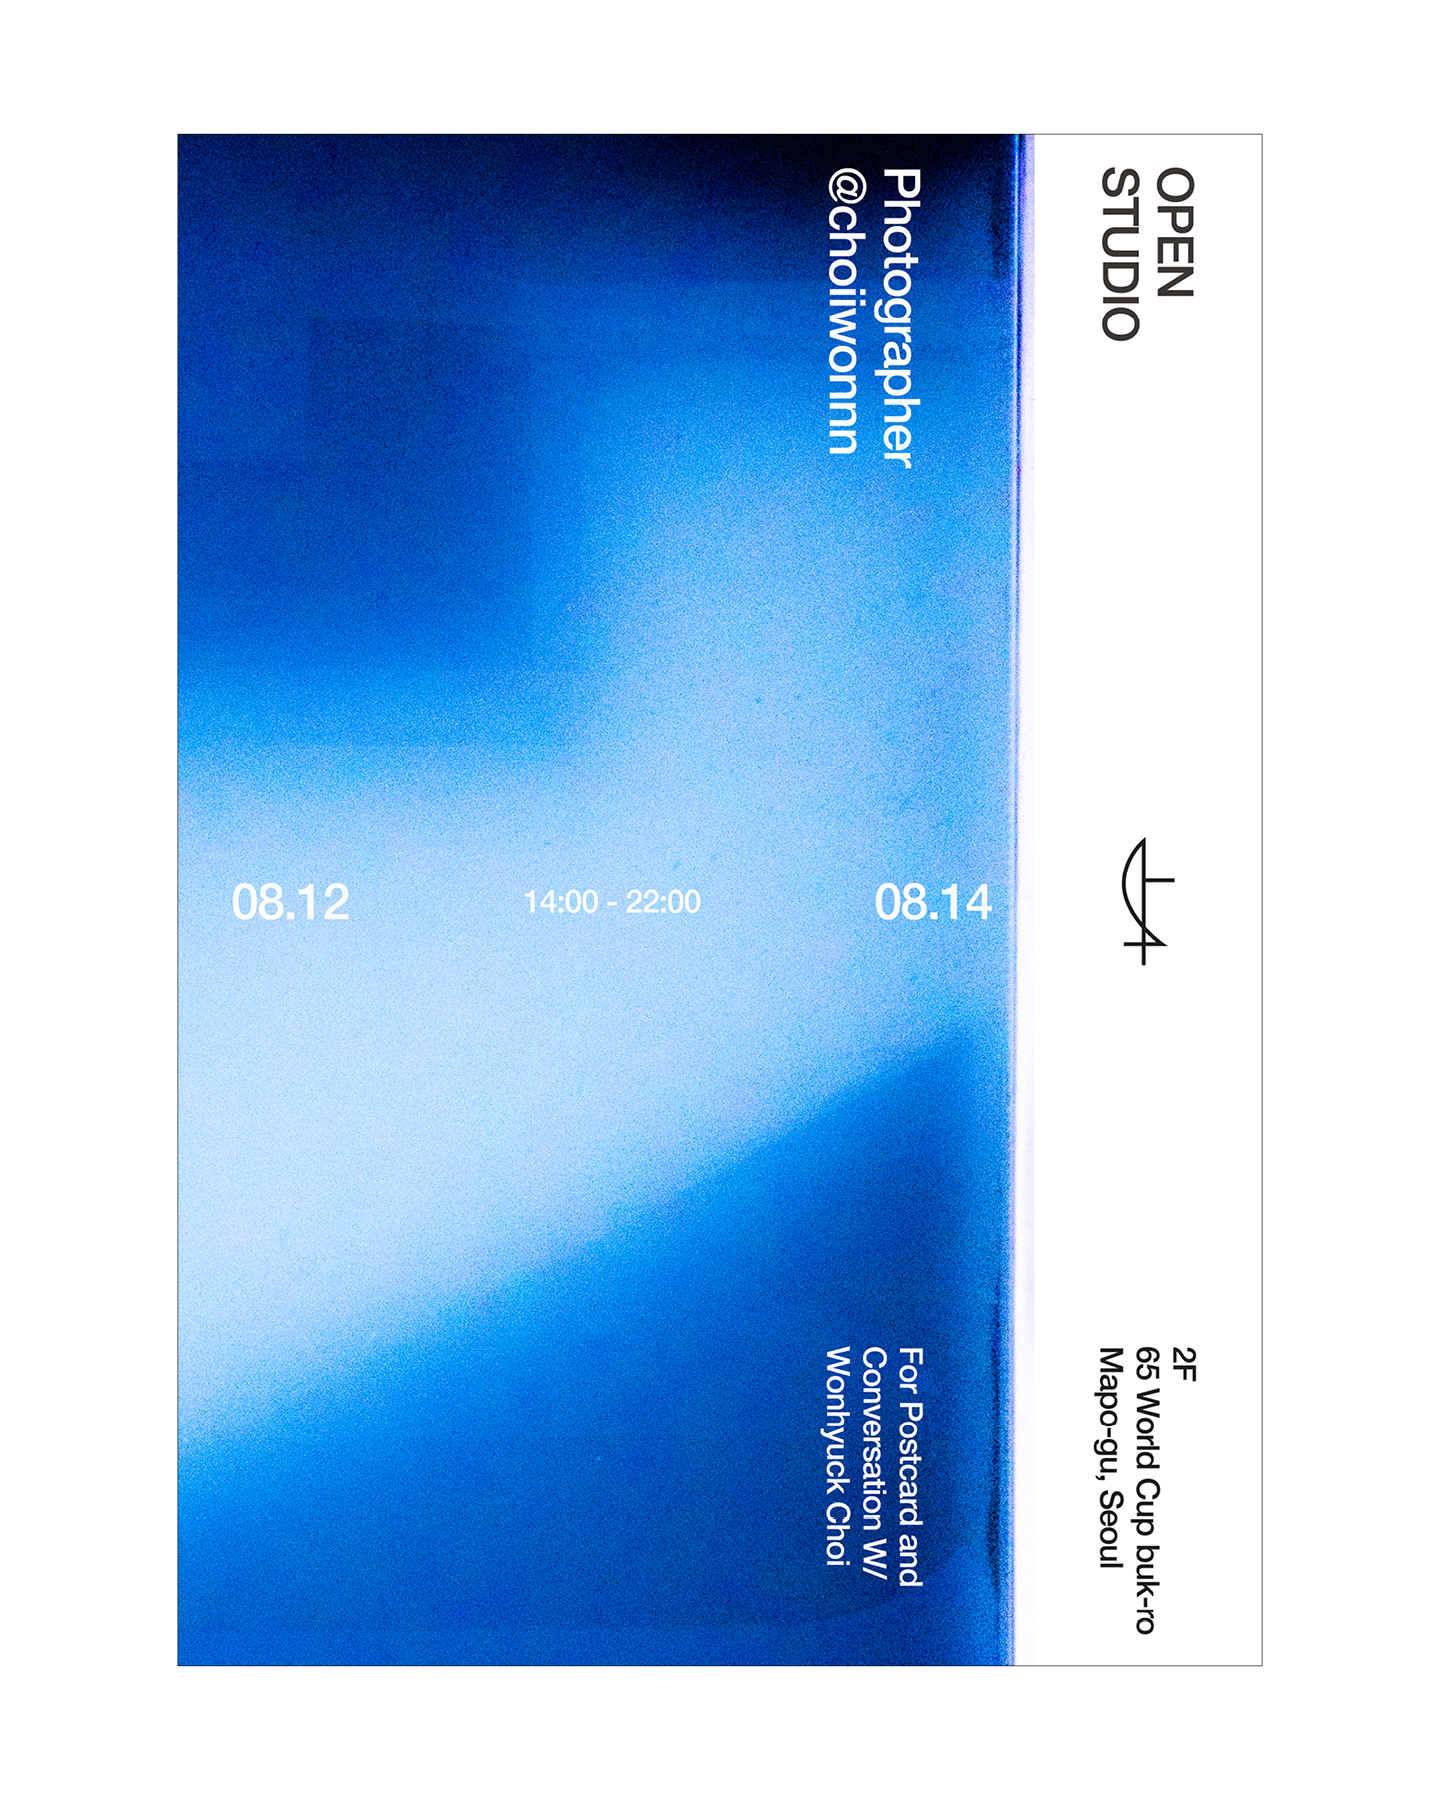 OPEN
STUDIO
2F
65 World Cup buk-ro
Mapo-gu, Seoul
Photographer
@choiiwonnn
For Postcard and
Conversation W/
Wonhyuck Choi
08.12
14:00 - 22:00
08.14